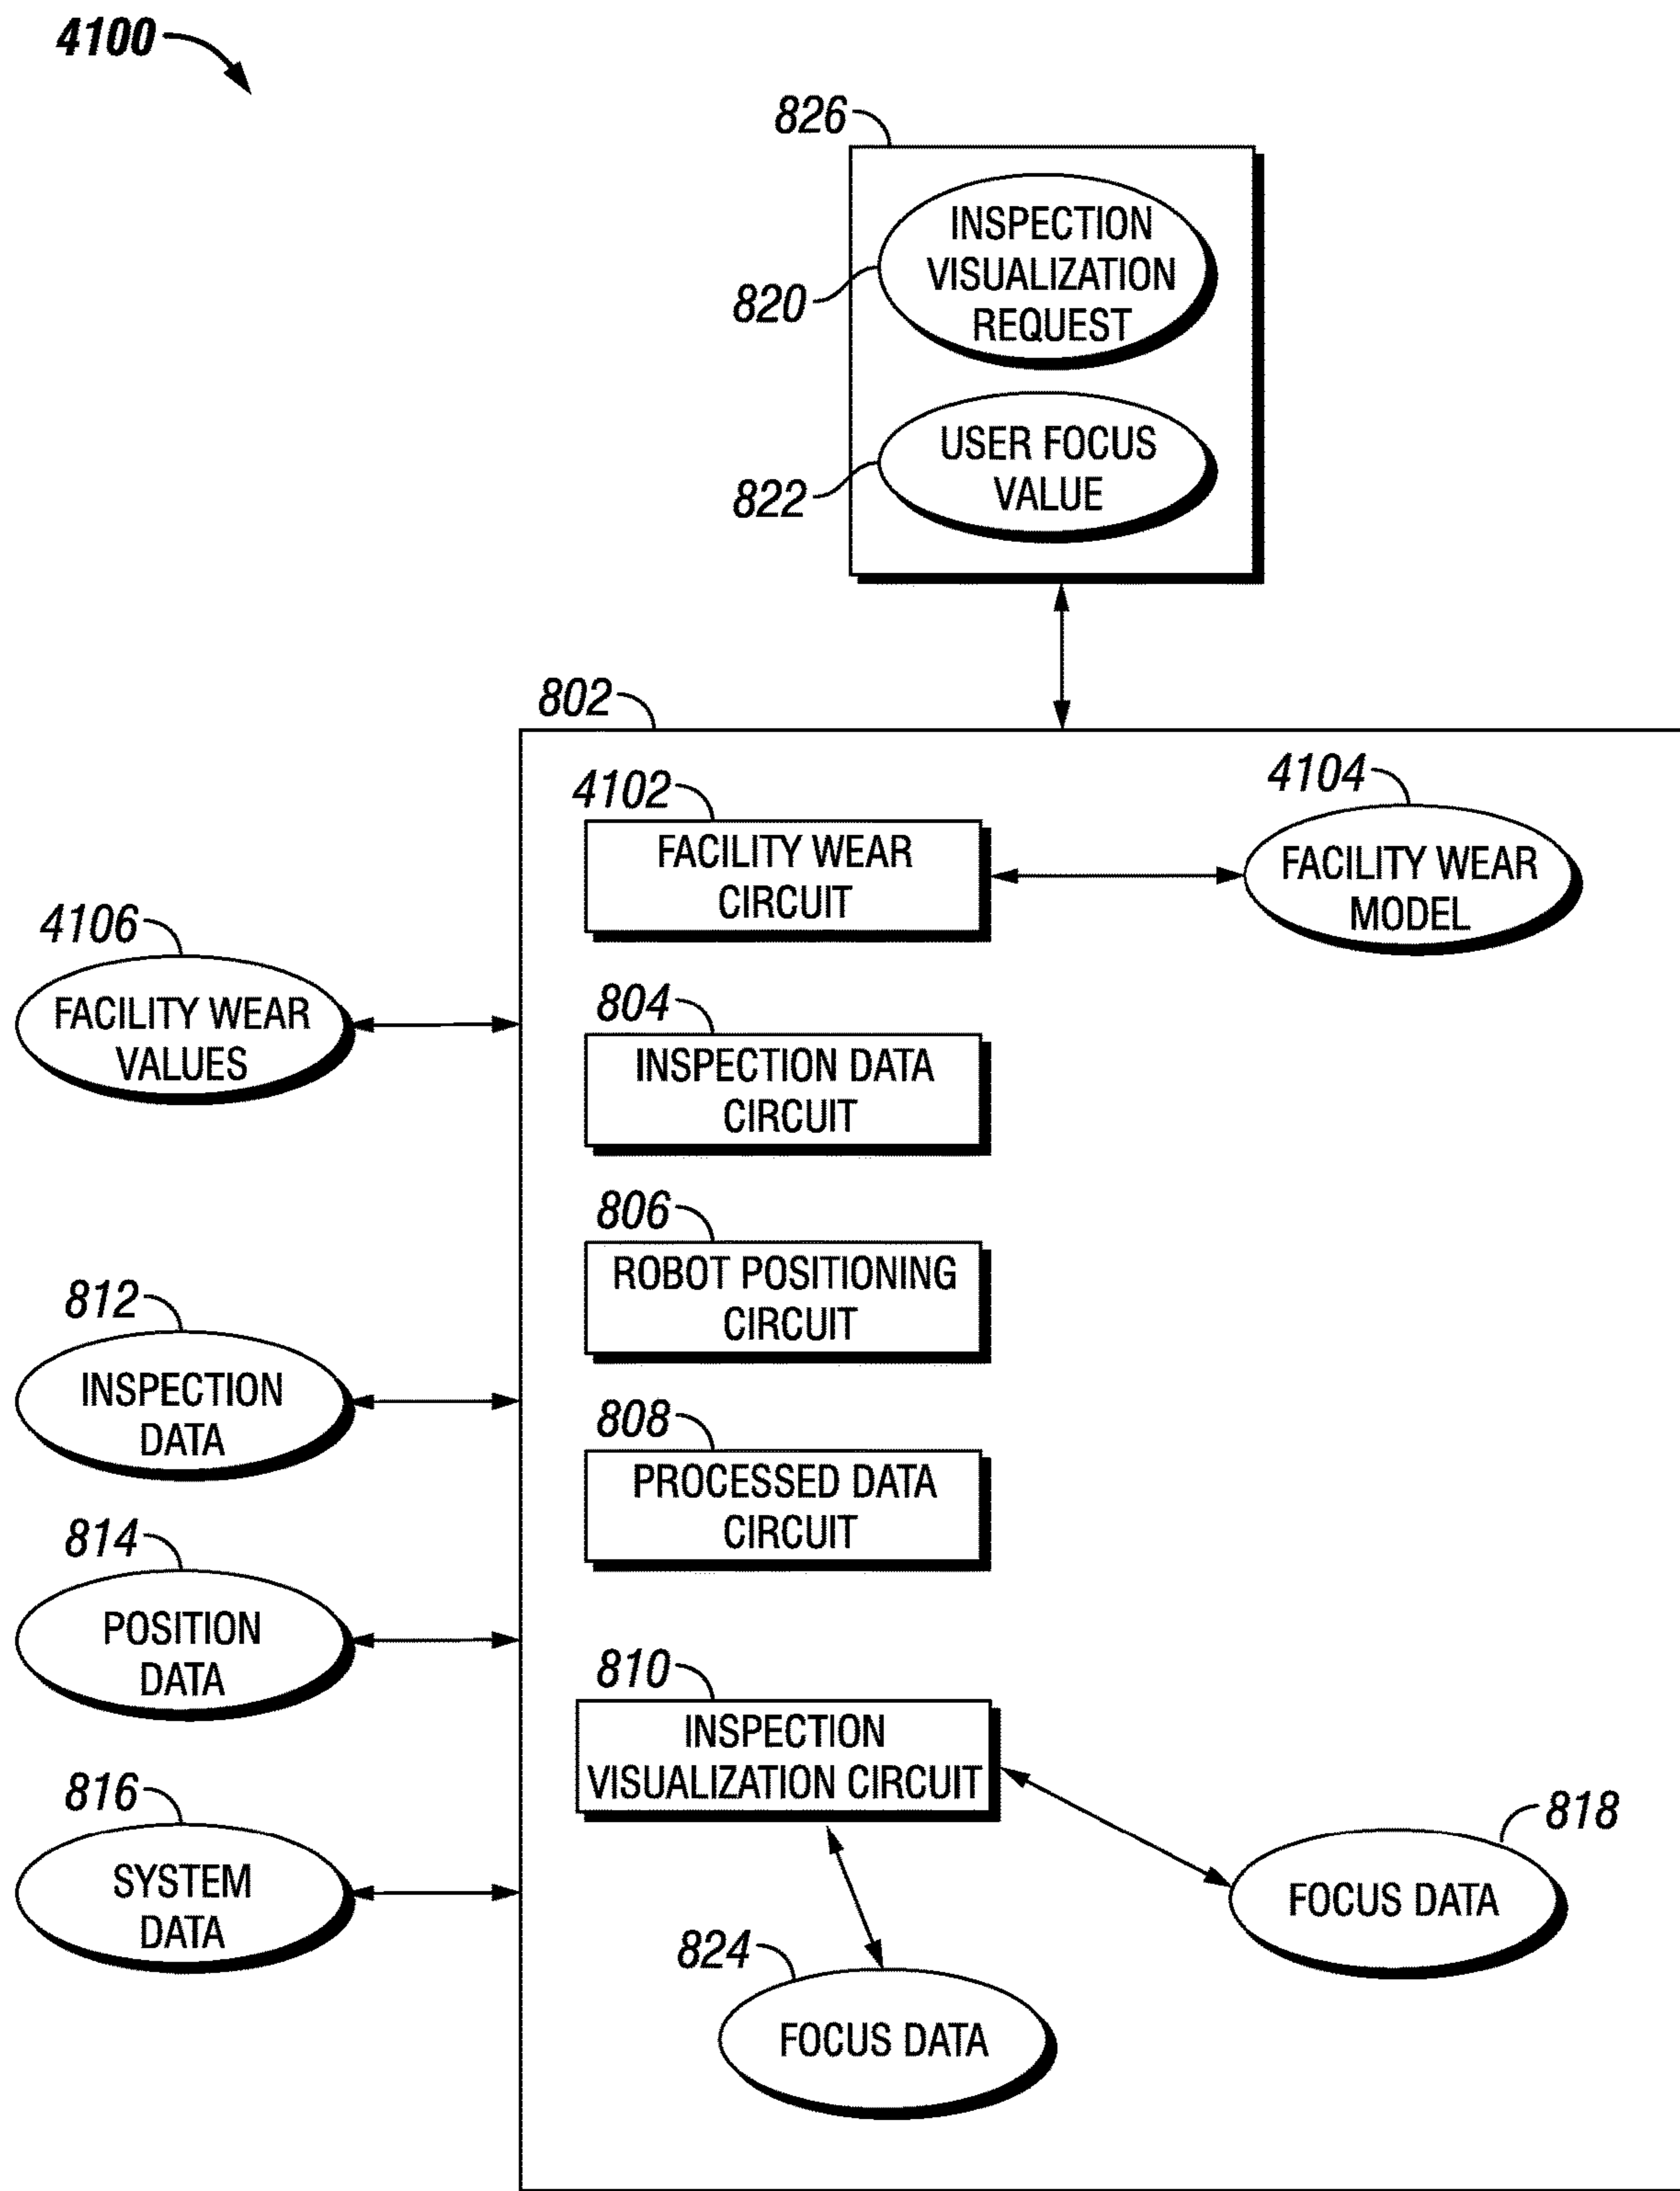 4100
826
INSPECTION
VISUALIZATION
REQUEST
820
USER FOCUS
VALUE
822
802
4102
FACILITY WEAR
CIRCUIT
4104
FACILITY WEAR
MODEL
4106
FACILITY WEAR
VALUES
804
INSPECTION DATA
CIRCUIT
806
ROBOT POSITIONING
CIRCUIT
812
INSPECTION
DATA
808
PROCESSED DATA
CIRCUIT
814
POSITION
DATA
810
INSPECTION
VISUALIZATION CIRCUIT
816
SYSTEM
DATA
818
FOCUS DATA
824
FOCUS DATA